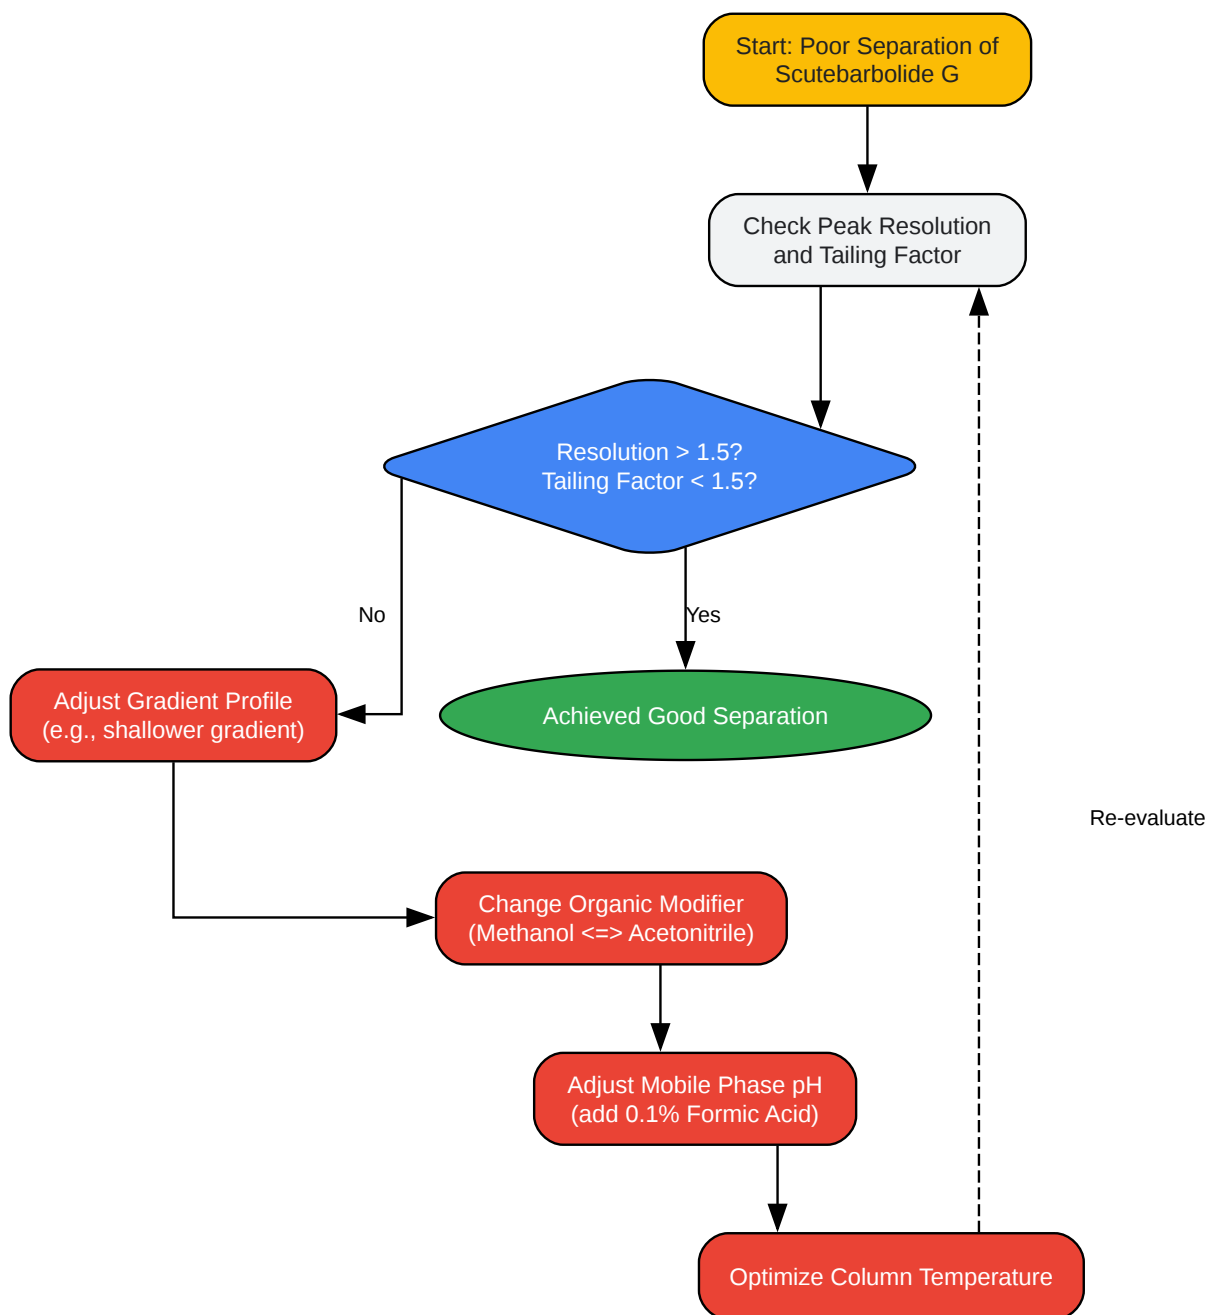 Start: Poor Separation of
Scutebarbolide G
Check Peak Resolution
and Tailing Factor
Resolution > 1.5?
Tailing Factor < 1.5?
No
Yes
Adjust Gradient Profile
(e.g., shallower gradient)
Achieved Good Separation
Re-evaluate
Change Organic Modifier
(Methanol <=> Acetonitrile)
Adjust Mobile Phase pH
(add 0.1% Formic Acid)
Optimize Column Temperature